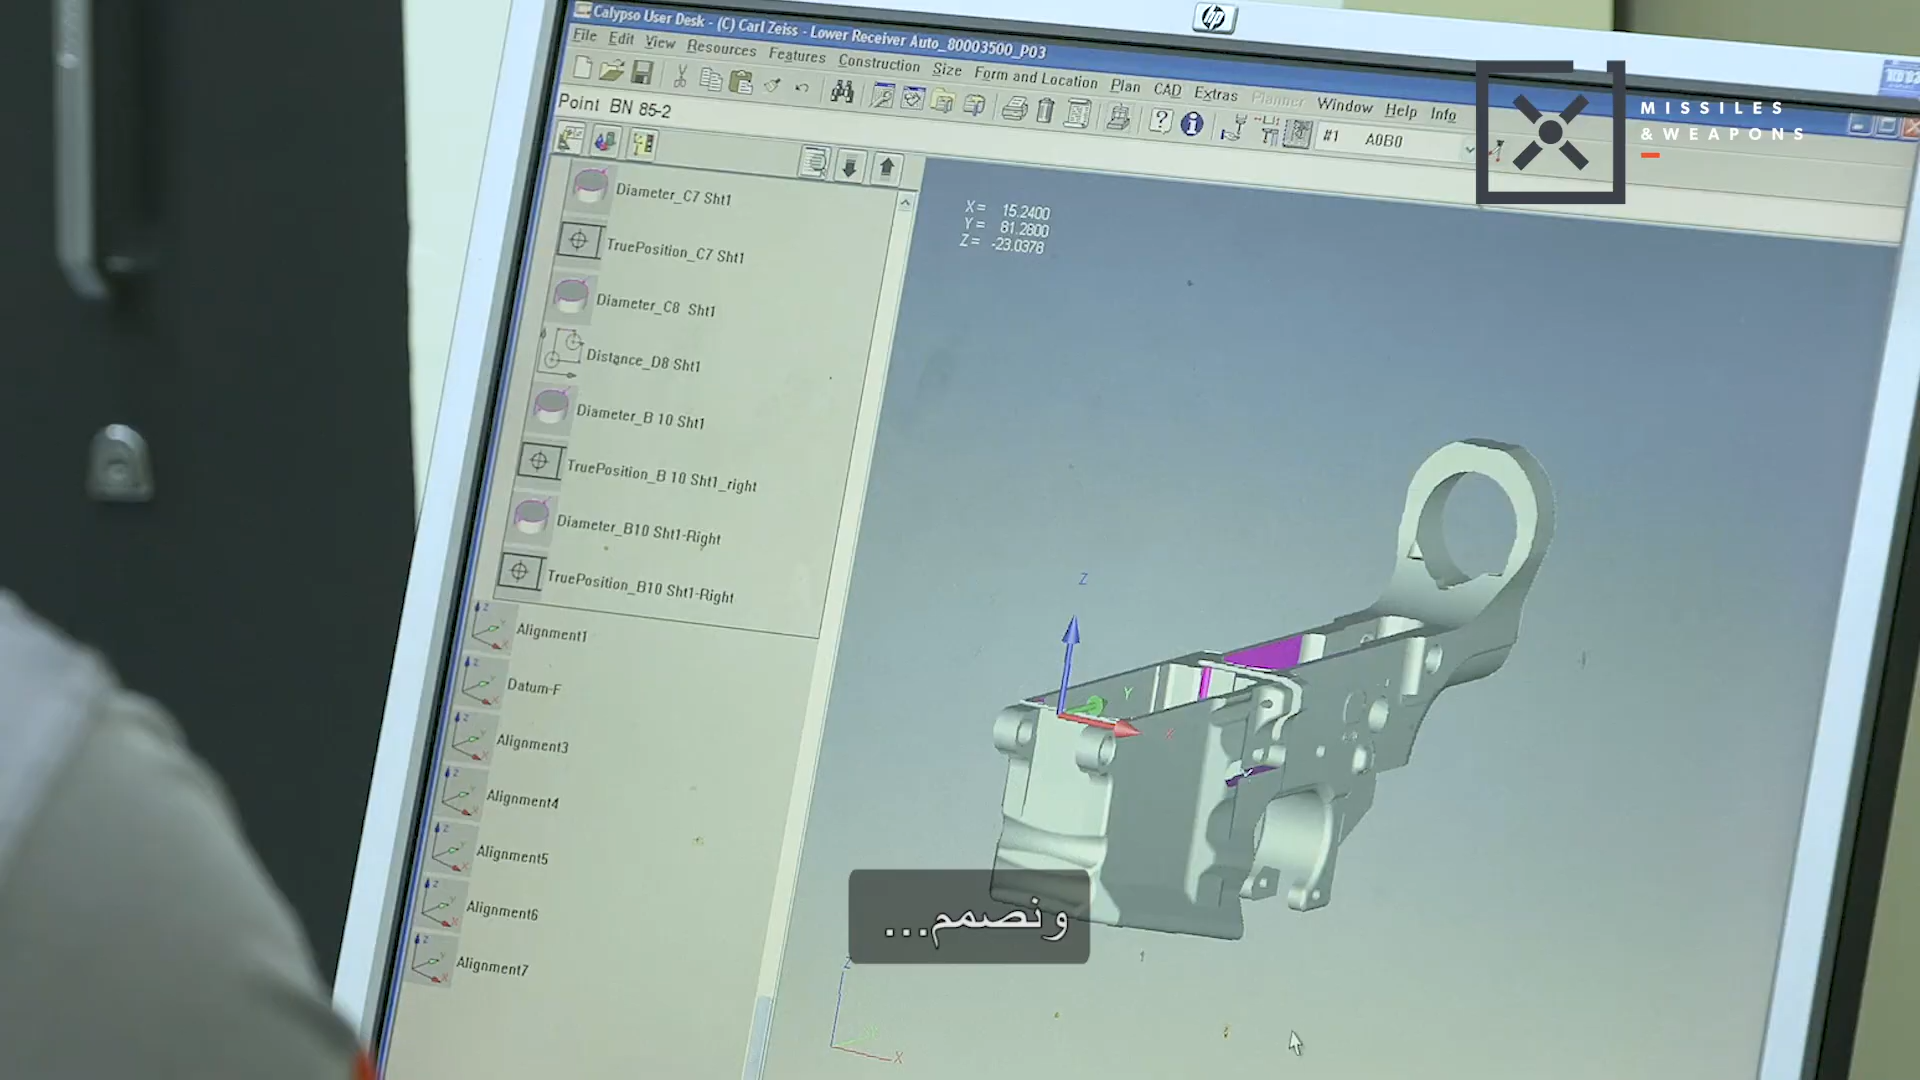 Calypso User Desk - (C) Carl Zeiss - Lower Receiver Auto_80003500_P03
File Edit View Resources Features Construction Size Form and Location Plan CAD Extras Planner Window Help Info
#1 A0B0
Point BN 85-2
MISSILES
&WEAPONS
Diameter_C7 Sht1
TruePosition_C7 Sht1
Diameter_C8 Sht1
Distance_D8 Sht1
Diameter_B 10 Sht1
TruePosition_B 10 Sht1_right
Diameter_B10 Sht1-Right
TruePosition_B10 Sht1-Right
Alignment1
Datum-F
Alignment3
Alignment4
Alignment5
Alignment6
Alignment7
X= 15.2400
Y= 81.2800
Z= -23.0378
Z
Y
X
ونصمم...
Z
Y
X
hp